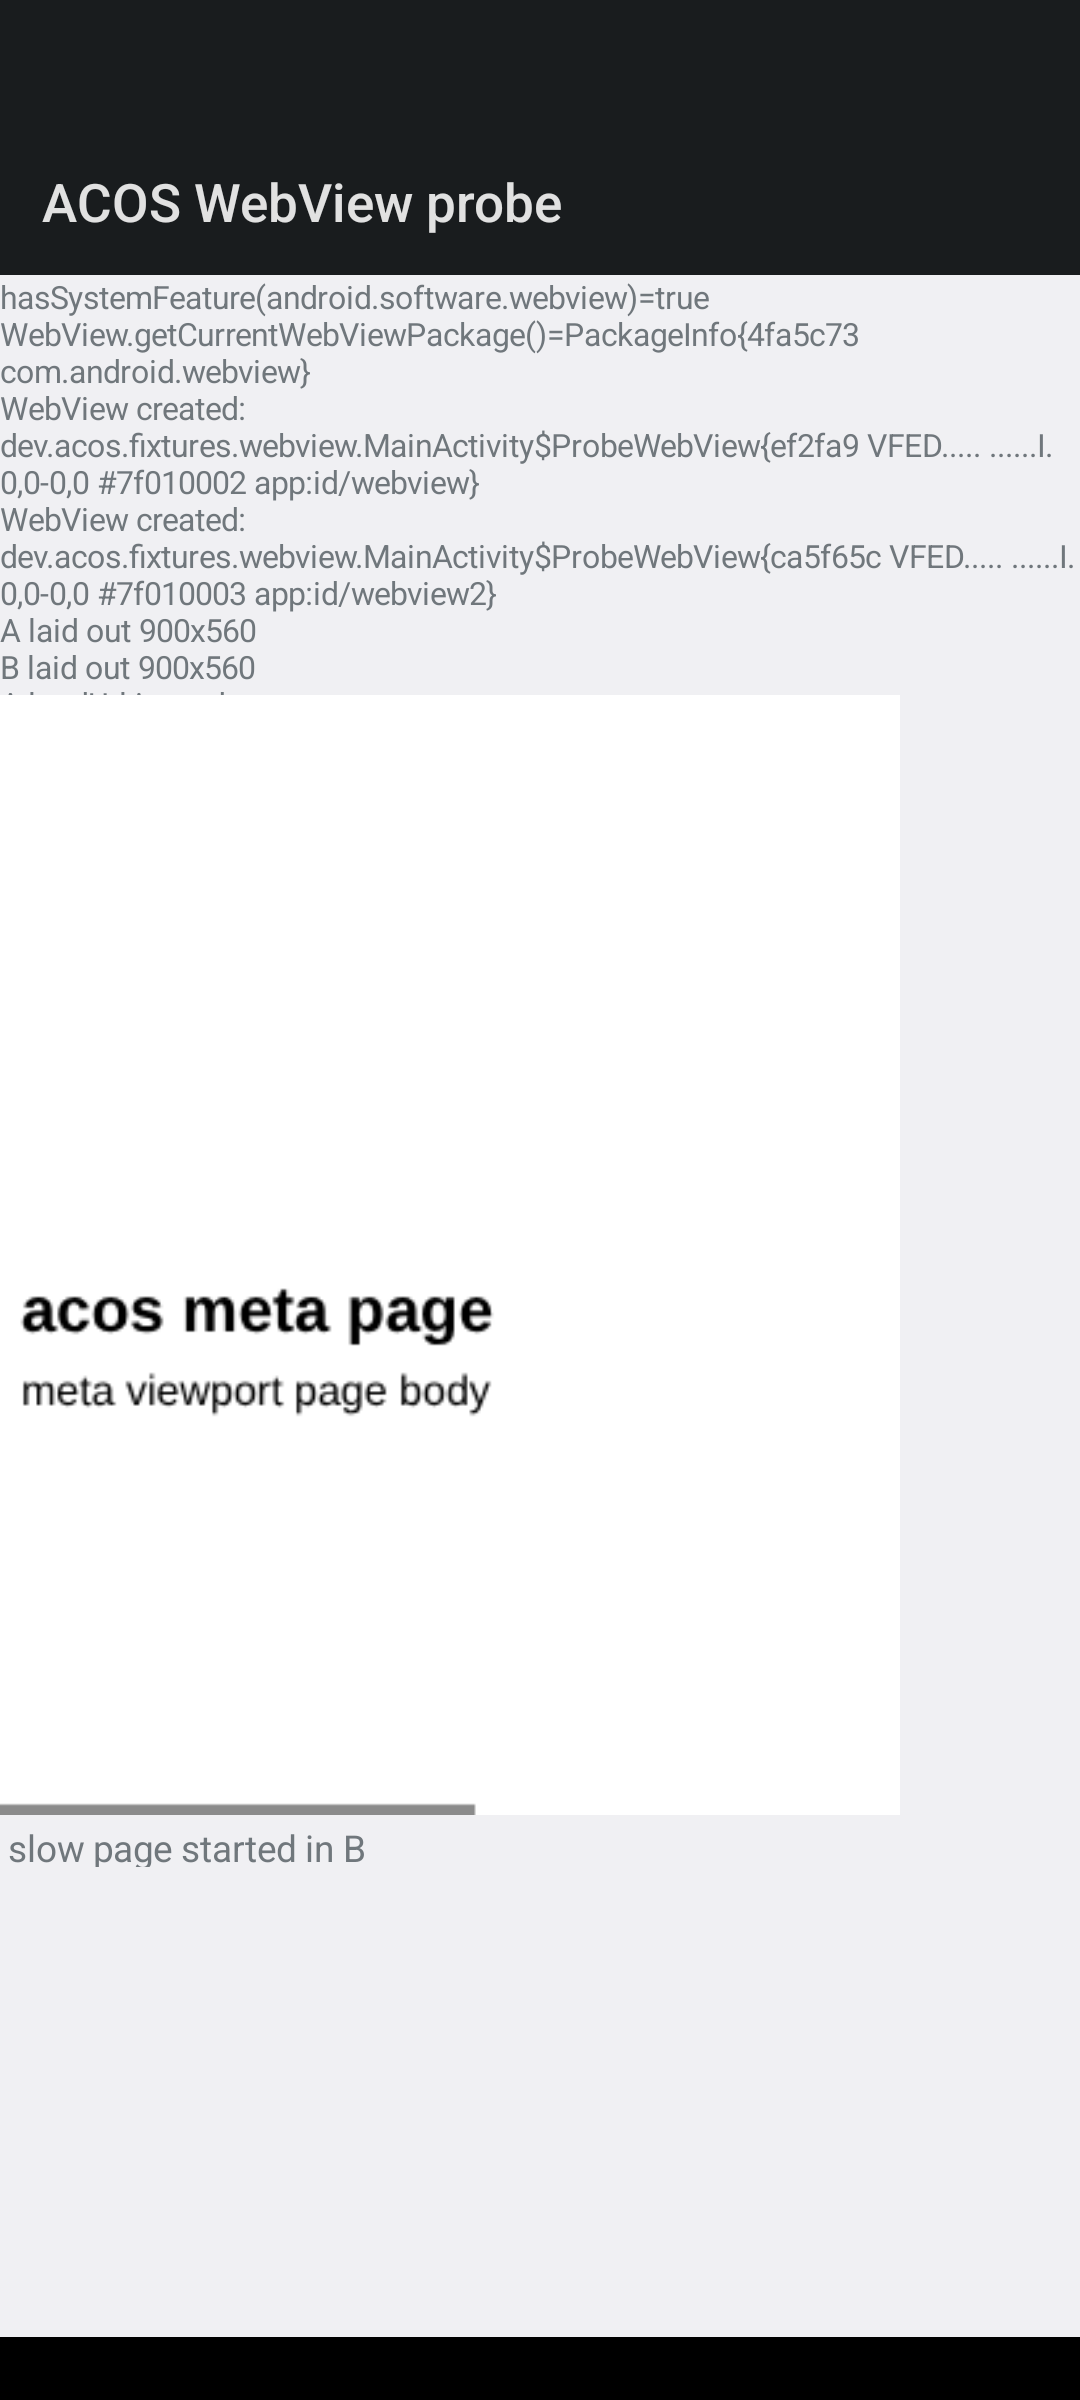 ACOS WebView probe
hasSystemFeature(android.software.webview)=true
WebView.getCurrentWebViewPackage()=PackageInfo{4fa5c73
com.android.webview}
WebView created:
dev.acos.fixtures.webview.MainActivity$ProbeWebView{ef2fa9 VFED..... ......I.
0,0-0,0 #7f010002 app:id/webview}
WebView created:
dev.acos.fixtures.webview.MainActivity$ProbeWebView{ca5f65c VFED..... ......I.
0,0-0,0 #7f010003 app:id/webview2}
A laid out 900x560
B laid out 900x560
acos meta page
meta viewport page body
slow page started in B